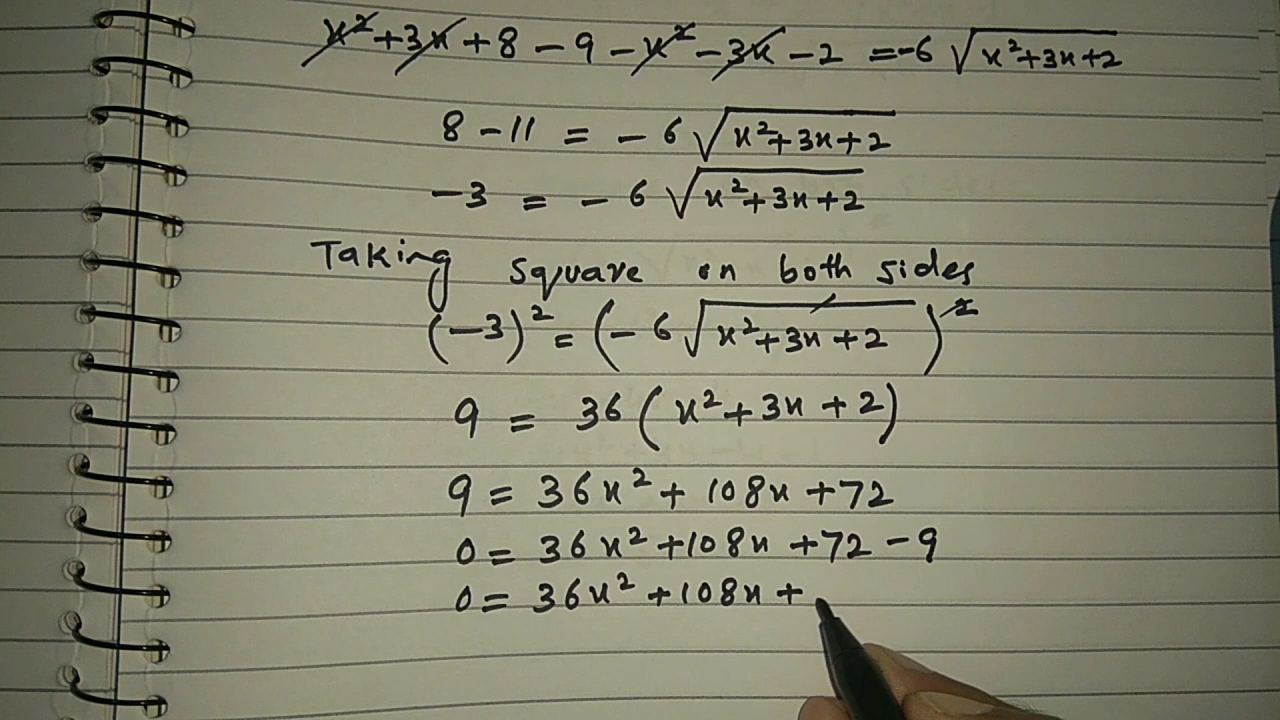 x²+3x+8-9-x²-3x-2 =-6√x²+3x+2
8-11 = -6√x²+3x+2
-3 = -6√x²+3x+2
Taking square on both sides
(-3)² = (-6√x²+3x+2)²
9 = 36(x²+3x+2)
9 = 36x²+108x+72
0 = 36x²+108x+72-9
0 = 36x²+108x+